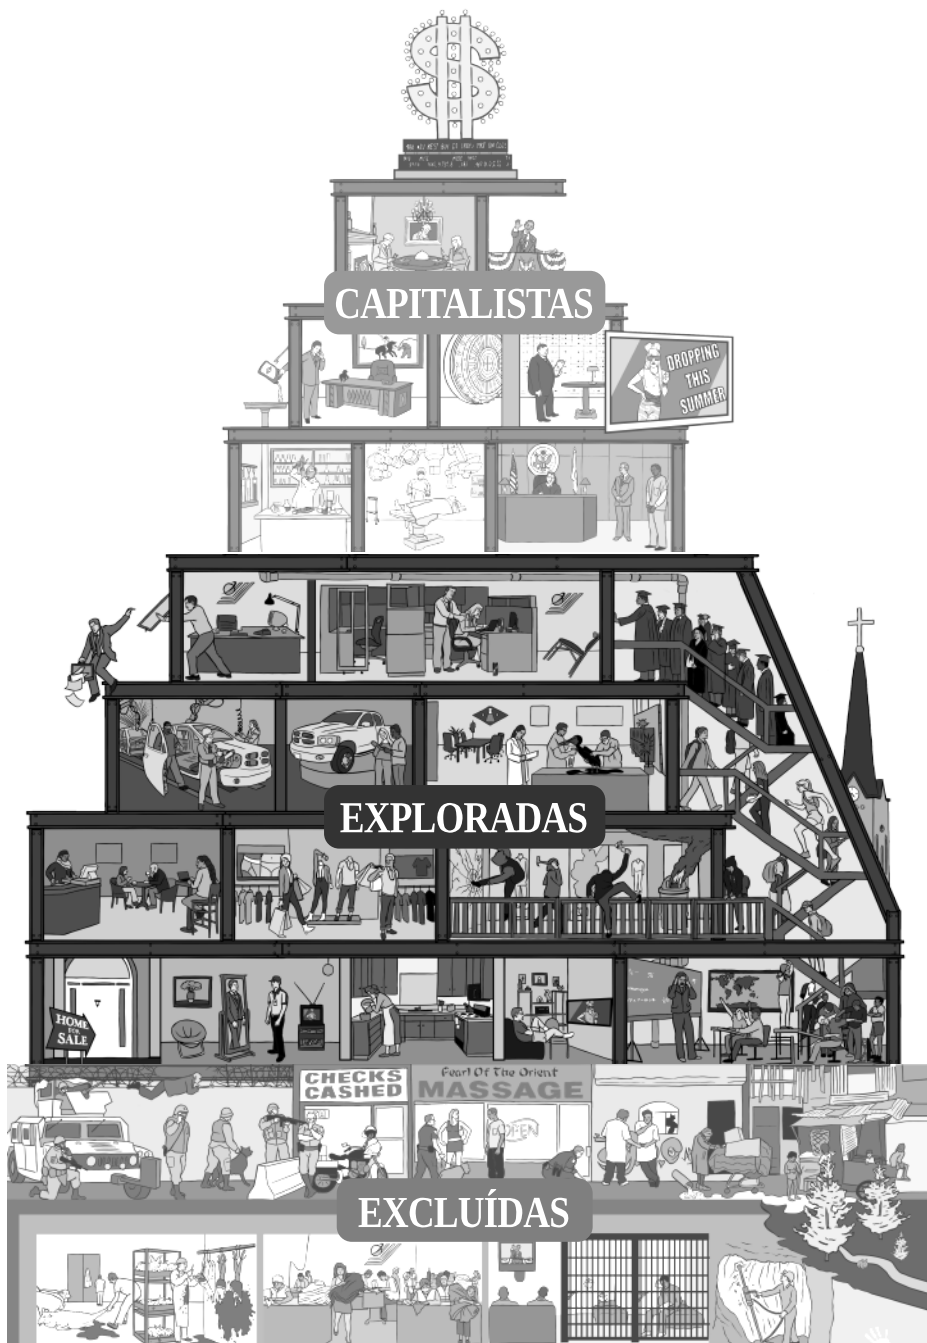 $
CAPITALISTAS
DROPPING
THIS
SUMMER
EXPLORADAS
HOME
FOR
SALE
CHECKS
CASHED
Pearl Of The Orient
MASSAGE
OPEN
EXCLUÍDAS